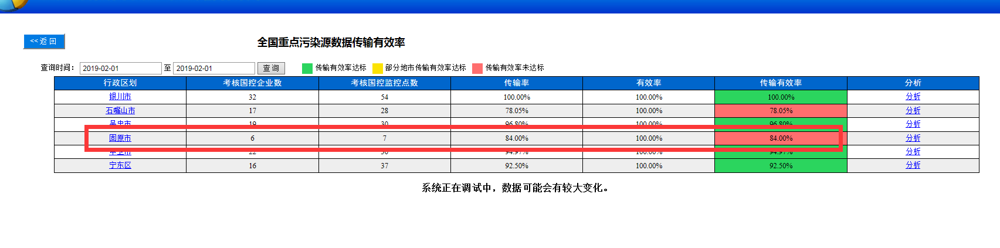 << 返 回
全国重点污染源数据传输有效率
查询时间： 2019-02-01 至 2019-02-01 查 询 传输有效率达标 部分地市传输有效率达标 传输有效率未达标
行政区划 考核国控企业数 考核国控监控点数 传输率 有效率 传输有效率 分析
银川市 32 54 100.00% 100.00% 100.00% 分析
石嘴山市 17 28 78.05% 100.00% 78.05% 分析
吴忠市 19 30 96.80% 100.00% 96.80% 分析
固原市 6 7 84.00% 100.00% 84.00% 分析
中卫市 22 94.97% 100.00% 94.97% 分析
宁东区 16 37 92.50% 100.00% 92.50% 分析
系统正在调试中，数据可能会有较大变化。